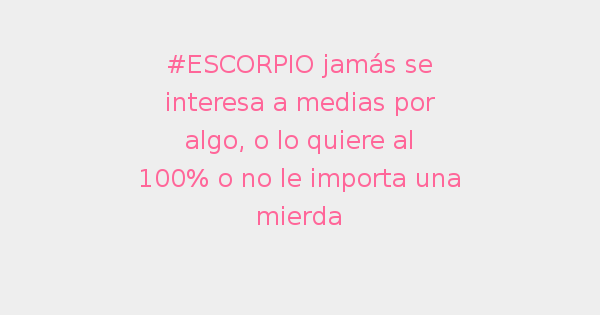 #ESCORPIO jamás se
interesa a medias por
algo, o lo quiere al
100% o no le importa una
mierda